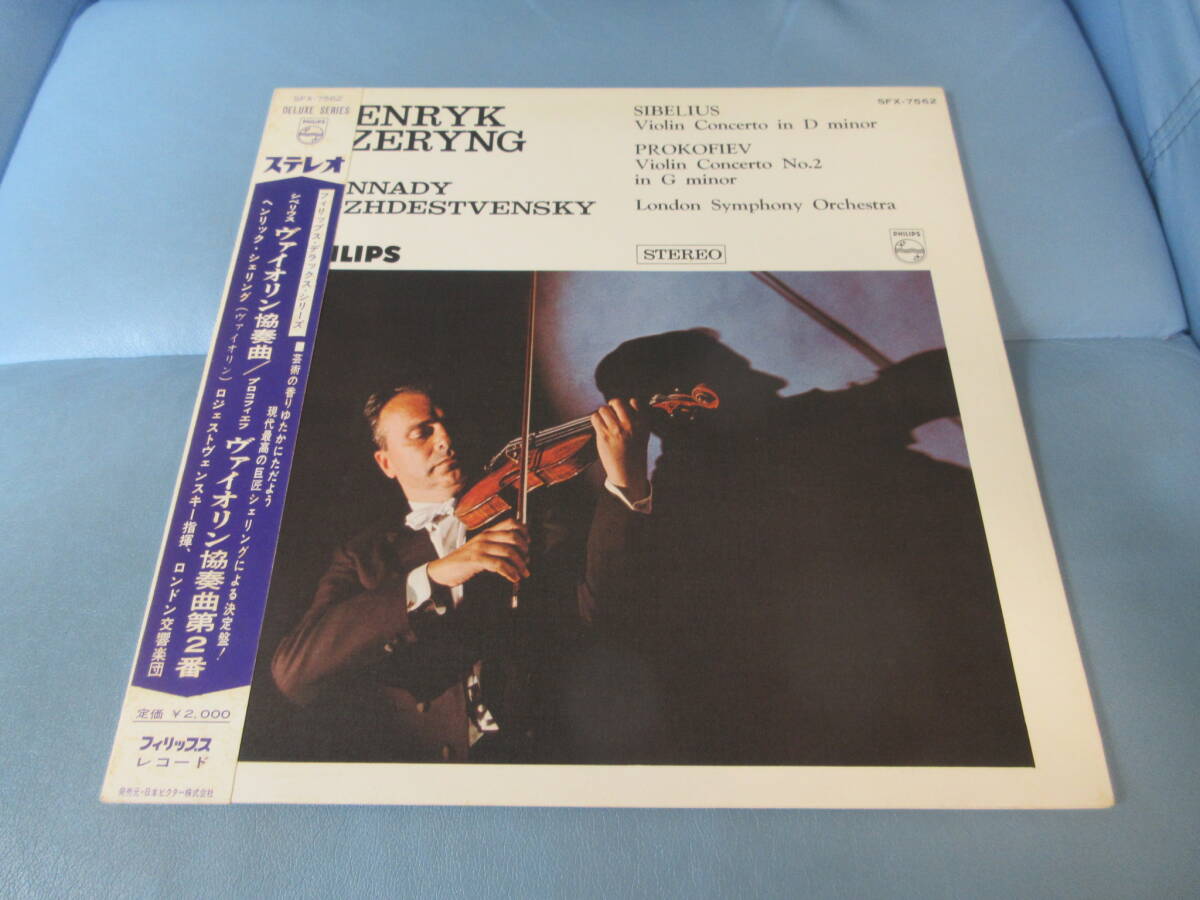 SFX-7562
DELUXE SERIES
PHILIPS
ステレオ
フィリップス・デラックス・シリーズ
■芸術の香りゆたかにただよう
現代最高の巨匠シェリングによる決定盤!
シベリウス ヴァイオリン協奏曲/プロコフィエフ ヴァイオリン協奏曲第2番
ヘンリック・シェリング(ヴァイオリン)ロジェストヴェンスキー指揮、ロンドン交響楽団
定価 ¥2,000
フィリップス
レコード
発売元・日本ビクター株式会社
ENRYK
ZERYNG
NNADY
ZHDESTVENSKY
ILIPS
SFX-7562
SIBELIUS
Violin Concerto in D minor
PROKOFIEV
Violin Concerto No.2
in G minor
London Symphony Orchestra
STEREO
PHILIPS